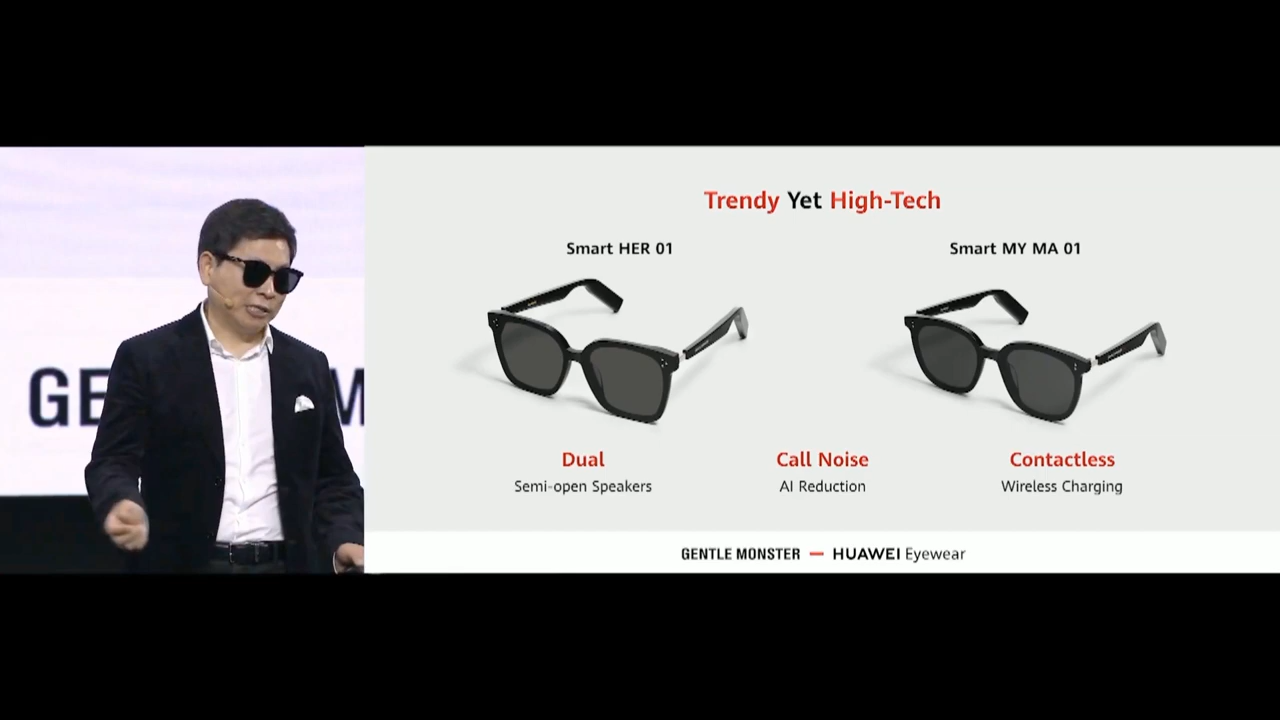 Trendy Yet High-Tech
Smart HER 01
Smart MY MA 01
Dual
Semi-open Speakers
Call Noise
AI Reduction
Contactless
Wireless Charging
GENTLE MONSTER — HUAWEI Eyewear
GE
M